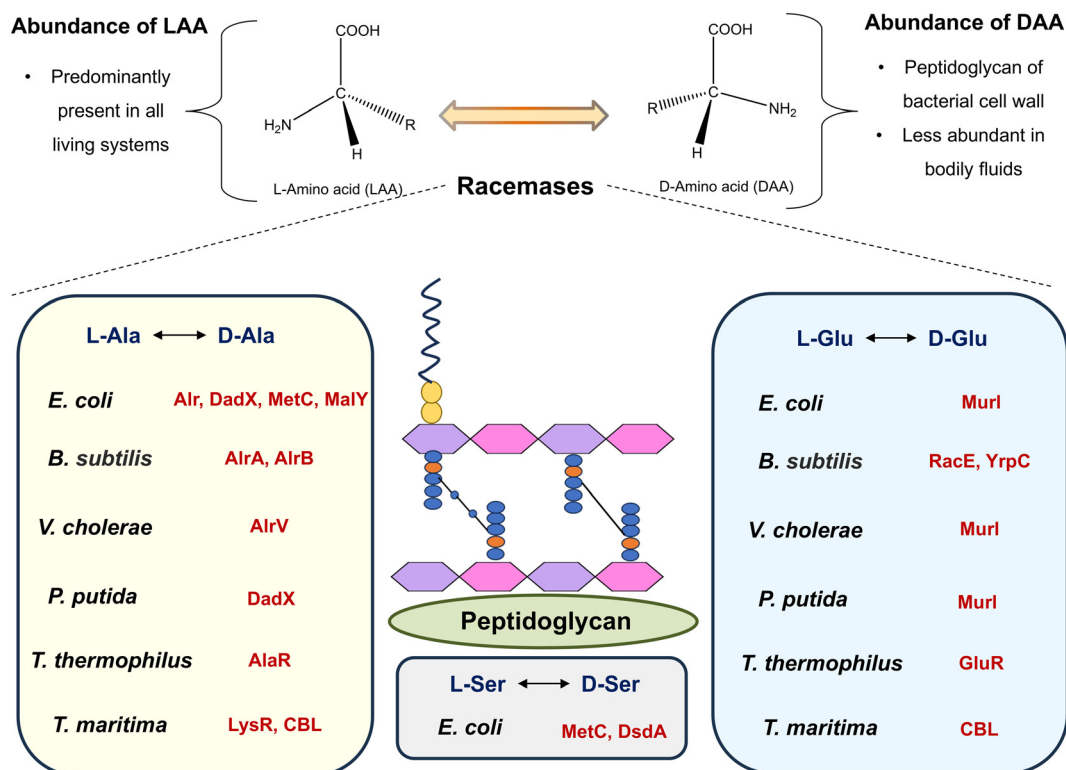 Abundance of LAA
• Predominantly
present in all
living systems
COOH
C
H₂N
R
H
L-Amino acid (LAA)
Racemases
COOH
C
R
NH₂
H
D-Amino acid (DAA)
Abundance of DAA
• Peptidoglycan of
bacterial cell wall
• Less abundant in
bodily fluids
L-Ala ⟷ D-Ala
E. coli Alr, DadX, MetC, MalY
B. subtilis AlrA, AlrB
V. cholerae AlrV
P. putida DadX
T. thermophilus AlaR
T. maritima LysR, CBL
Peptidoglycan
L-Ser ⟷ D-Ser
E. coli MetC, DsdA
L-Glu ⟷ D-Glu
E. coli MurI
B. subtilis RacE, YrpC
V. cholerae MurI
P. putida MurI
T. thermophilus GluR
T. maritima CBL